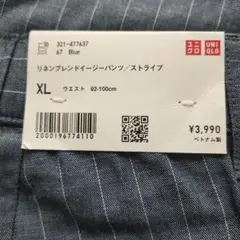 321-477637
67 Blue
ユニクロ
UNIQLO
リネンブレンドイージーパンツ/ストライプ
XL ウエスト 82-100cm
2000196774110
¥3,990
ベトナム製